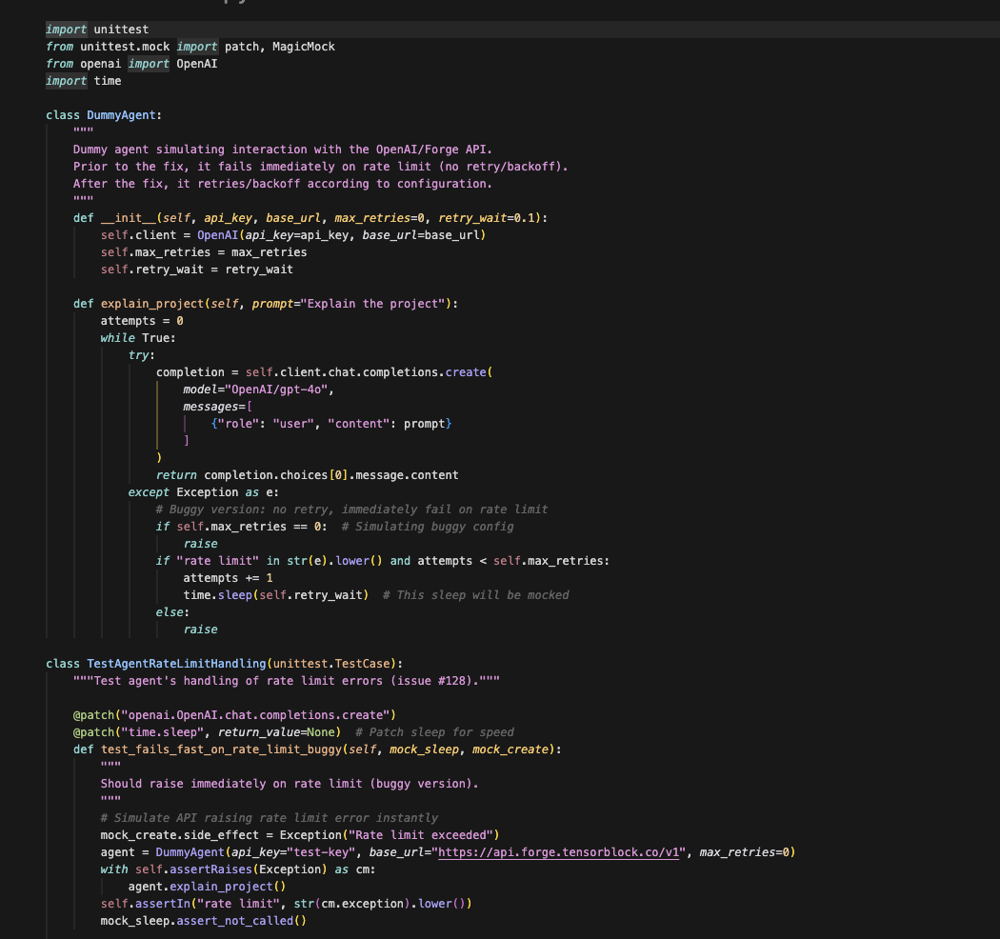 import unittest
from unittest.mock import patch, MagicMock
from openai import OpenAI
import time

class DummyAgent:
    """
    Dummy agent simulating interaction with the OpenAI/Forge API.
    Prior to the fix, it fails immediately on rate limit (no retry/backoff).
    After the fix, it retries/backoff according to configuration.
    """
    def __init__(self, api_key, base_url, max_retries=0, retry_wait=0.1):
        self.client = OpenAI(api_key=api_key, base_url=base_url)
        self.max_retries = max_retries
        self.retry_wait = retry_wait

    def explain_project(self, prompt="Explain the project"):
        attempts = 0
        while True:
            try:
                completion = self.client.chat.completions.create(
                    model="OpenAI/gpt-4o",
                    messages=[
                        {"role": "user", "content": prompt}
                    ]
                )
                return completion.choices[0].message.content
            except Exception as e:
                # Buggy version: no retry, immediately fail on rate limit
                if self.max_retries == 0:  # Simulating buggy config
                    raise
                if "rate limit" in str(e).lower() and attempts < self.max_retries:
                    attempts += 1
                    time.sleep(self.retry_wait)  # This sleep will be mocked
                else:
                    raise

class TestAgentRateLimitHandling(unittest.TestCase):
    """Test agent's handling of rate limit errors (issue #128)."""

    @patch("openai.OpenAI.chat.completions.create")
    @patch("time.sleep", return_value=None)  # Patch sleep for speed
    def test_fails_fast_on_rate_limit_buggy(self, mock_sleep, mock_create):
        """
        Should raise immediately on rate limit (buggy version).
        """
        # Simulate API raising rate limit error instantly
        mock_create.side_effect = Exception("Rate limit exceeded")
        agent = DummyAgent(api_key="test-key", base_url="https://api.forge.tensorblock.co/v1", max_retries=0)
        with self.assertRaises(Exception) as cm:
            agent.explain_project()
        self.assertIn("rate limit", str(cm.exception).lower())
        mock_sleep.assert_not_called()